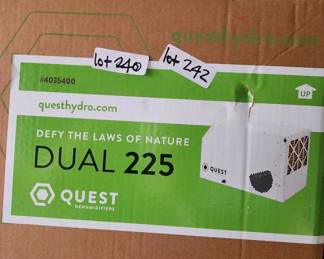 questhydro.com
lot 240
lot 242
#4035400
UP
questhydro.com
DEFY THE LAWS OF NATURE
DUAL 225
QUEST
QUEST
DEHUMIDIFIERS